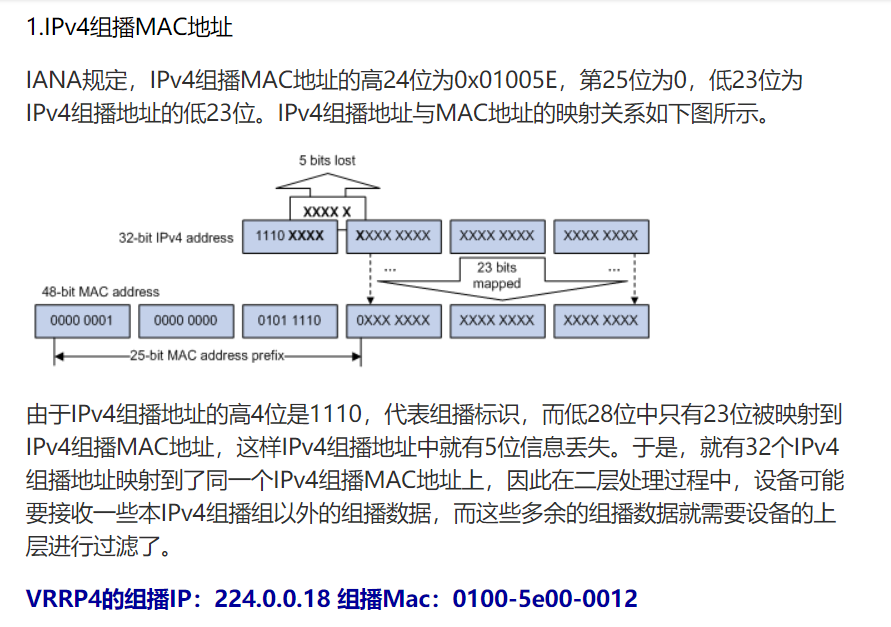 1.IPv4组播MAC地址
IANA规定，IPv4组播MAC地址的高24位为0x01005E，第25位为0，低23位为
IPv4组播地址的低23位。IPv4组播地址与MAC地址的映射关系如下图所示。
5 bits lost
XXXX X
32-bit IPv4 address 1110 XXXX XXXX XXXX XXXX XXXX XXXX XXXX
... 23 bits ...
mapped
48-bit MAC address
0000 0001 0000 0000 0101 1110 0XXX XXXX XXXX XXXX XXXX XXXX
25-bit MAC address prefix
由于IPv4组播地址的高4位是1110，代表组播标识，而低28位中只有23位被映射到
IPv4组播MAC地址，这样IPv4组播地址中就有5位信息丢失。于是，就有32个IPv4
组播地址映射到了同一个IPv4组播MAC地址上，因此在二层处理过程中，设备可能
要接收一些本IPv4组播组以外的组播数据，而这些多余的组播数据就需要设备的上
层进行过滤了。
VRRP4的组播IP：224.0.0.18 组播Mac：0100-5e00-0012